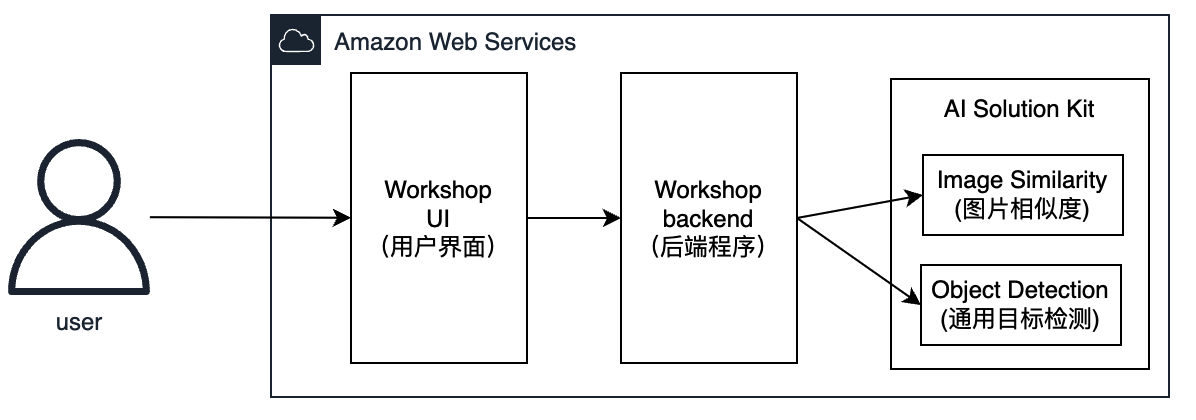 Amazon Web Services
user
Workshop
UI
（用户界面）
Workshop
backend
（后端程序）
AI Solution Kit
Image Similarity
(图片相似度)
Object Detection
(通用目标检测)